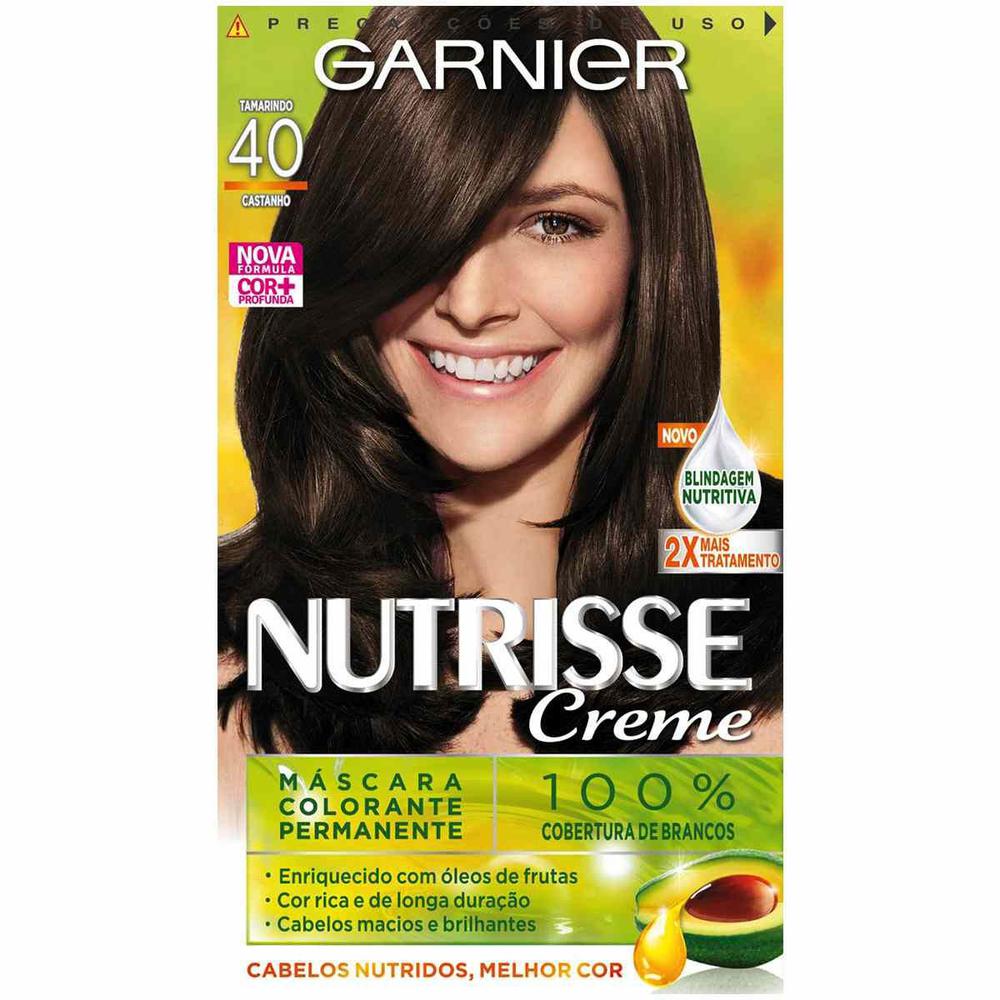 PRECAUÇÕES DE USO
GARNIER
TAMARINDO
40
CASTANHO
NOVA
FÓRMULA
COR+
PROFUNDA
NOVO
BLINDAGEM
NUTRITIVA
2X MAIS
TRATAMENTO
NUTRISSE
Creme
MÁSCARA
COLORANTE
PERMANENTE
100%
COBERTURA DE BRANCOS
• Enriquecido com óleos de frutas
• Cor rica e de longa duração
• Cabelos macios e brilhantes
CABELOS NUTRIDOS, MELHOR COR